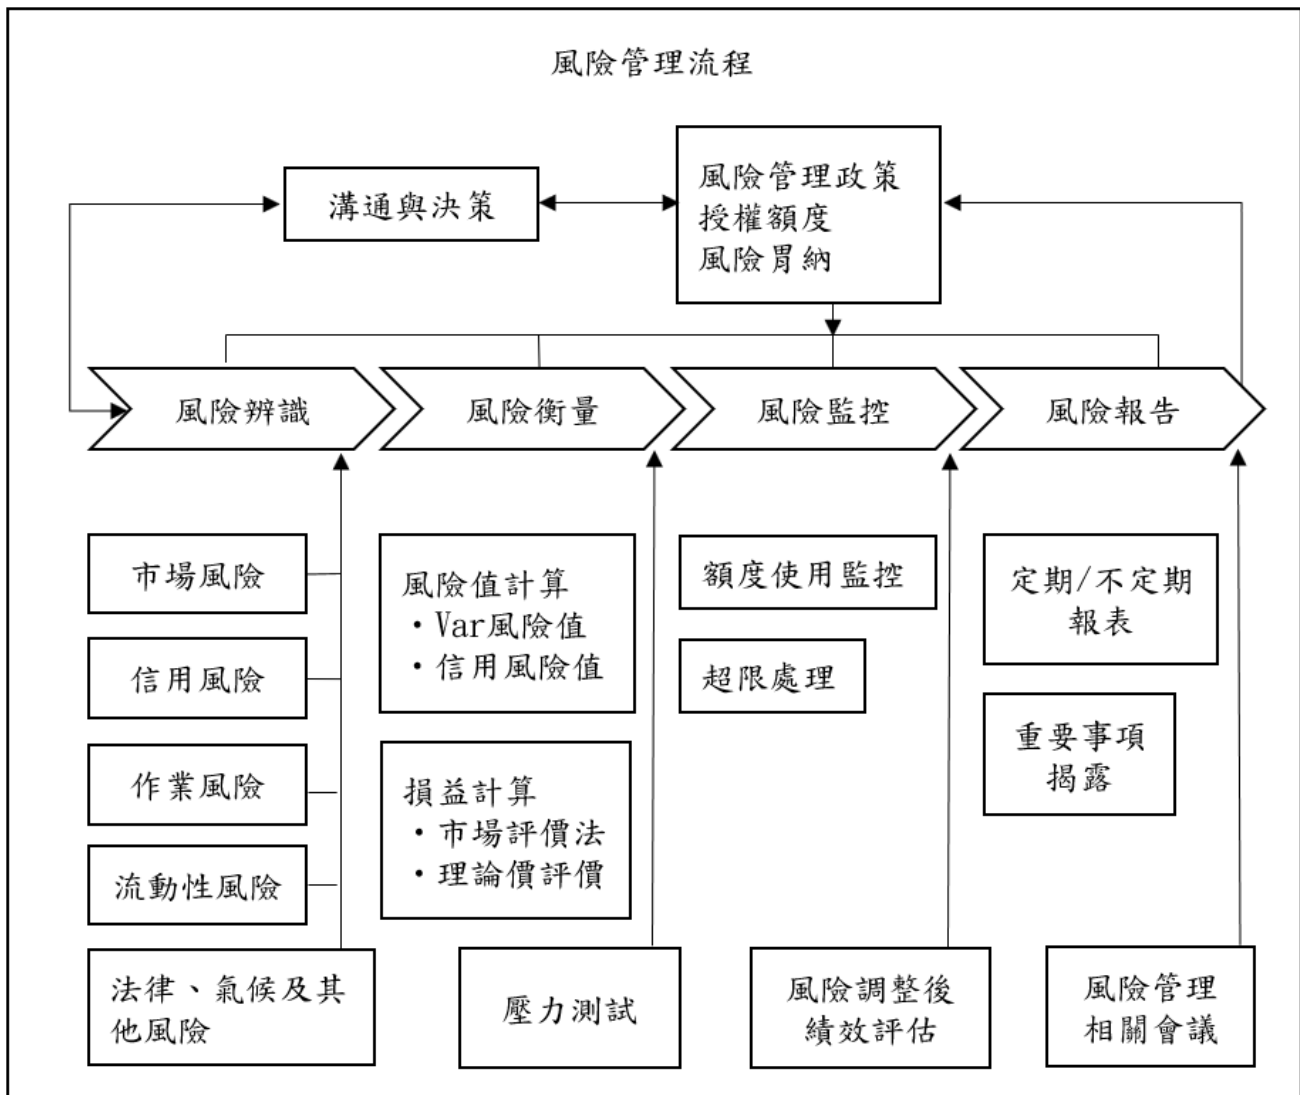 風險管理流程
溝通與決策
風險管理政策
授權額度
風險胃納
風險辨識
風險衡量
風險監控
風險報告
市場風險
信用風險
作業風險
流動性風險
法律、氣候及其
他風險
風險值計算
・Var風險值
・信用風險值
損益計算
・市場評價法
・理論價評價
壓力測試
額度使用監控
超限處理
風險調整後
績效評估
定期/不定期
報表
重要事項
揭露
風險管理
相關會議